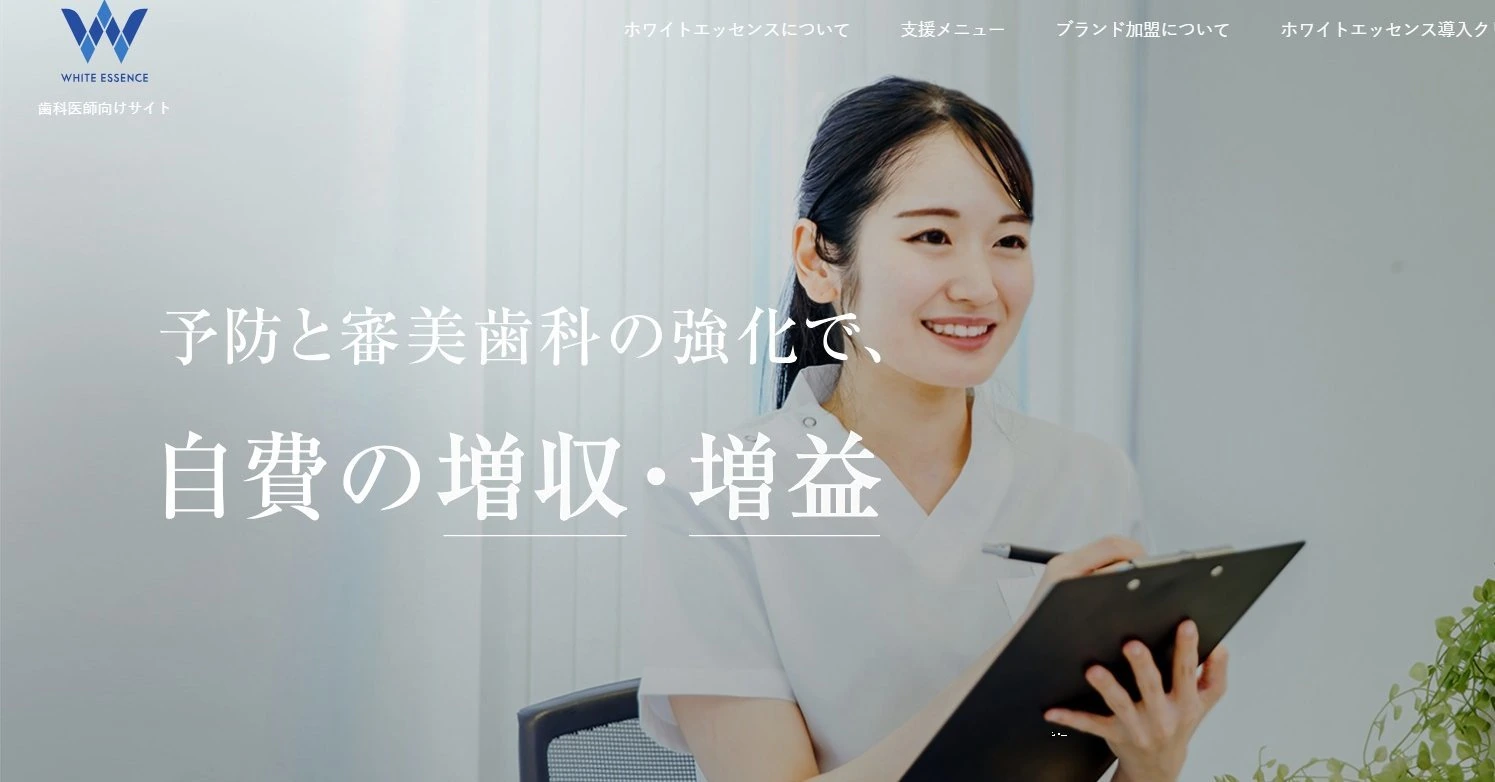 WHITE ESSENCE
歯科医師向けサイト
ホワイトエッセンスについて
支援メニュー
ブランド加盟について
ホワイトエッセンス導入ク
予防と審美歯科の強化で、
自費の増収・増益